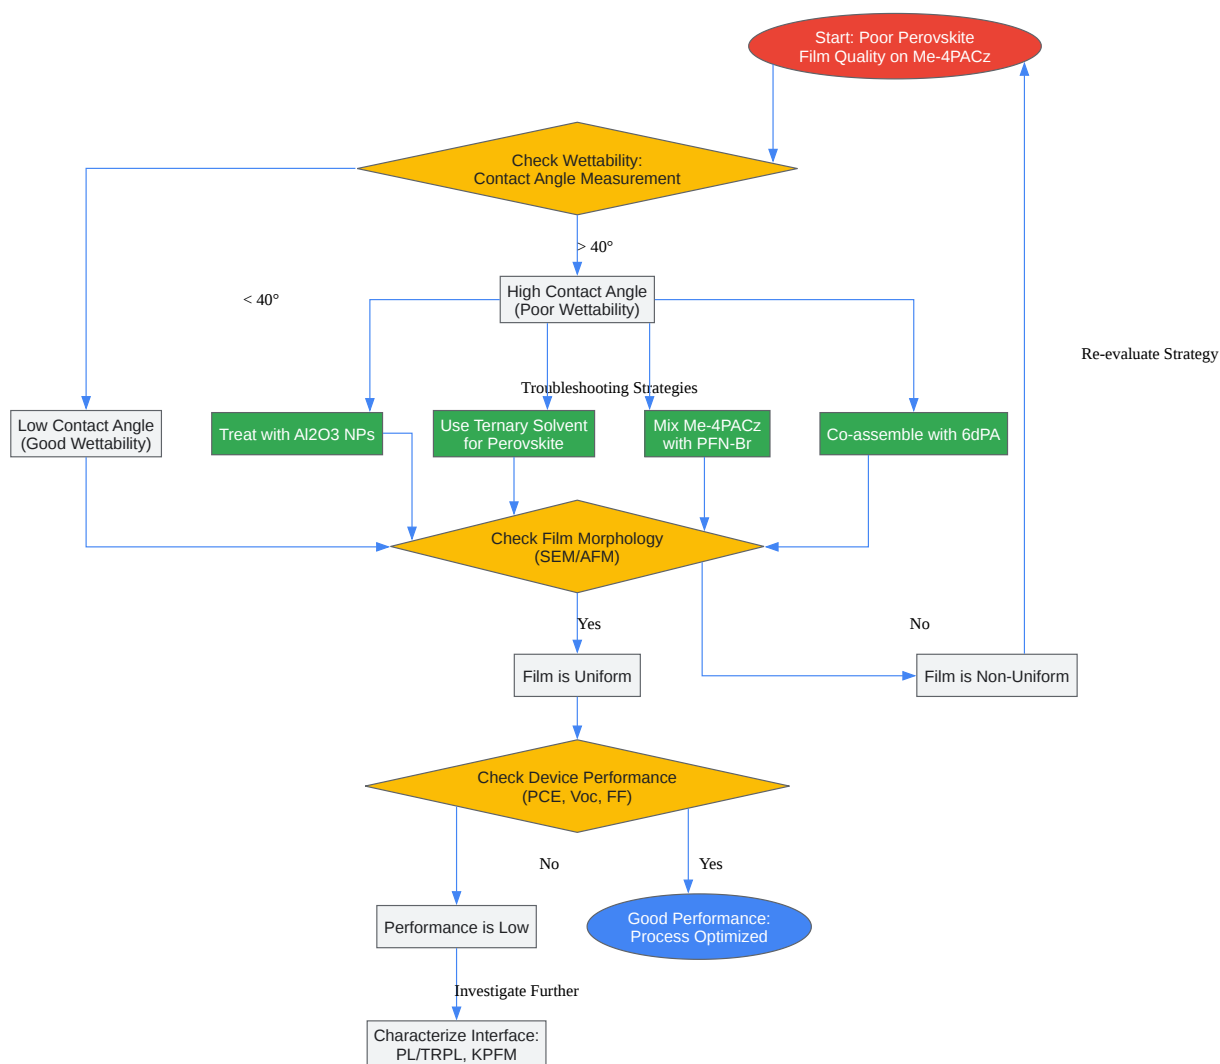 Start: Poor Perovskite
Film Quality on Me-4PACz
Check Wettability:
Contact Angle Measurement
> 40°
High Contact Angle
(Poor Wettability)
< 40°
Re-evaluate Strategy
Troubleshooting Strategies
Low Contact Angle
(Good Wettability)
Treat with Al2O3 NPs
Use Ternary Solvent
for Perovskite
Mix Me-4PACz
with PFN-Br
Co-assemble with 6dPA
Check Film Morphology
(SEM/AFM)
Yes
No
Film is Uniform
Film is Non-Uniform
Check Device Performance
(PCE, Voc, FF)
No
Yes
Performance is Low
Good Performance:
Process Optimized
Investigate Further
Characterize Interface:
PL/TRPL, KPFM